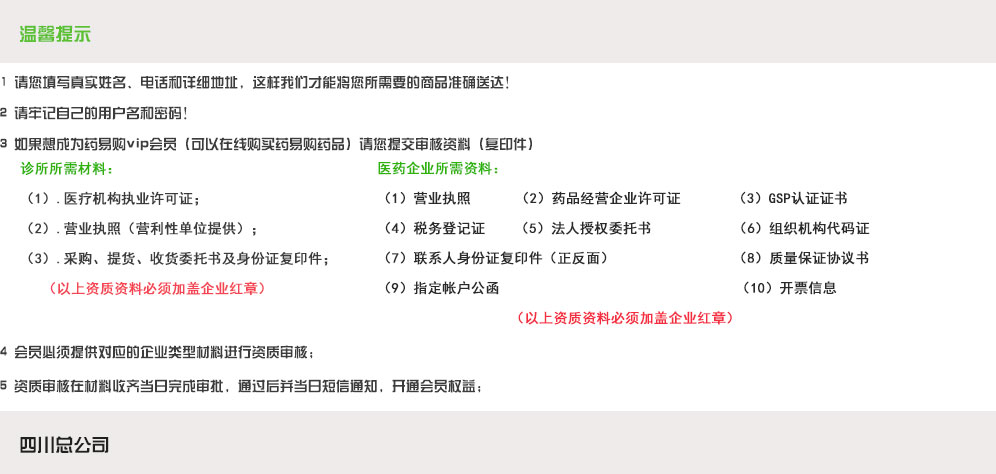 温馨提示
1 请您填写真实姓名、电话和详细地址，这样我们才能将您所需要的商品准确送达！
2 请牢记自己的用户名和密码！
3 如果想成为药易购vip会员（可以在线购买药易购药品）请您提交审核资料（复印件）
诊所所需材料： 医药企业所需资料：
（1）.医疗机构执业许可证； （1）营业执照 （2）药品经营企业许可证 （3）GSP认证证书
（2）.营业执照（营利性单位提供）； （4）税务登记证 （5）法人授权委托书 （6）组织机构代码证
（3）.采购、提货、收货委托书及身份证复印件； （7）联系人身份证复印件（正反面） （8）质量保证协议书
（以上资质资料必须加盖企业红章） （9）指定帐户公函 （10）开票信息
（以上资质资料必须加盖企业红章）
4 会员必须提供对应的企业类型材料进行资质审核；
5 资质审核在材料收齐当日完成审批，通过后并当日短信通知，开通会员权益；
四川总公司